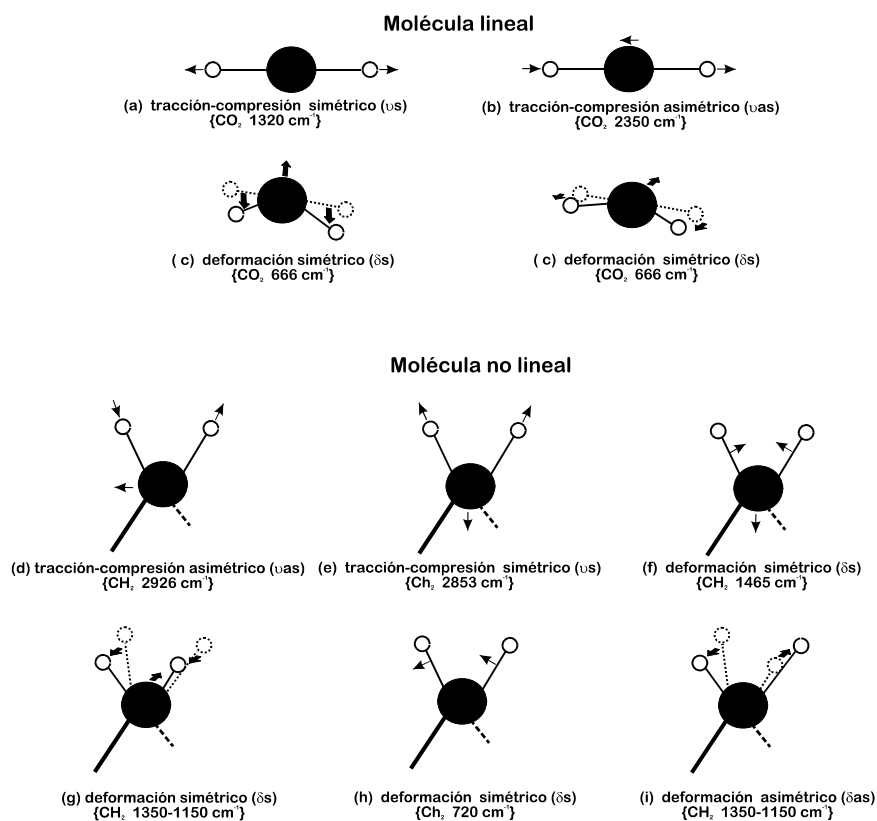 Molécula lineal
(a) tracción-compresión simétrico (υs)
{CO₂ 1320 cm⁻¹}
(b) tracción-compresión asimétrico (υas)
{CO₂ 2350 cm⁻¹}
( c) deformación simétrico (δs)
{CO₂ 666 cm⁻¹}
( c) deformación simétrico (δs)
{CO₂ 666 cm⁻¹}
Molécula no lineal
(d) tracción-compresión asimétrico (υas)
{CH₂ 2926 cm⁻¹}
(e) tracción-compresión simétrico (υs)
{Ch₂ 2853 cm⁻¹}
(f) deformación simétrico (δs)
{CH₂ 1465 cm⁻¹}
(g) deformación simétrico (δs)
{CH₂ 1350-1150 cm⁻¹}
(h) deformación simétrico (δs)
{Ch₂ 720 cm⁻¹}
(i) deformación asimétrico (δas)
{CH₂ 1350-1150 cm⁻¹}